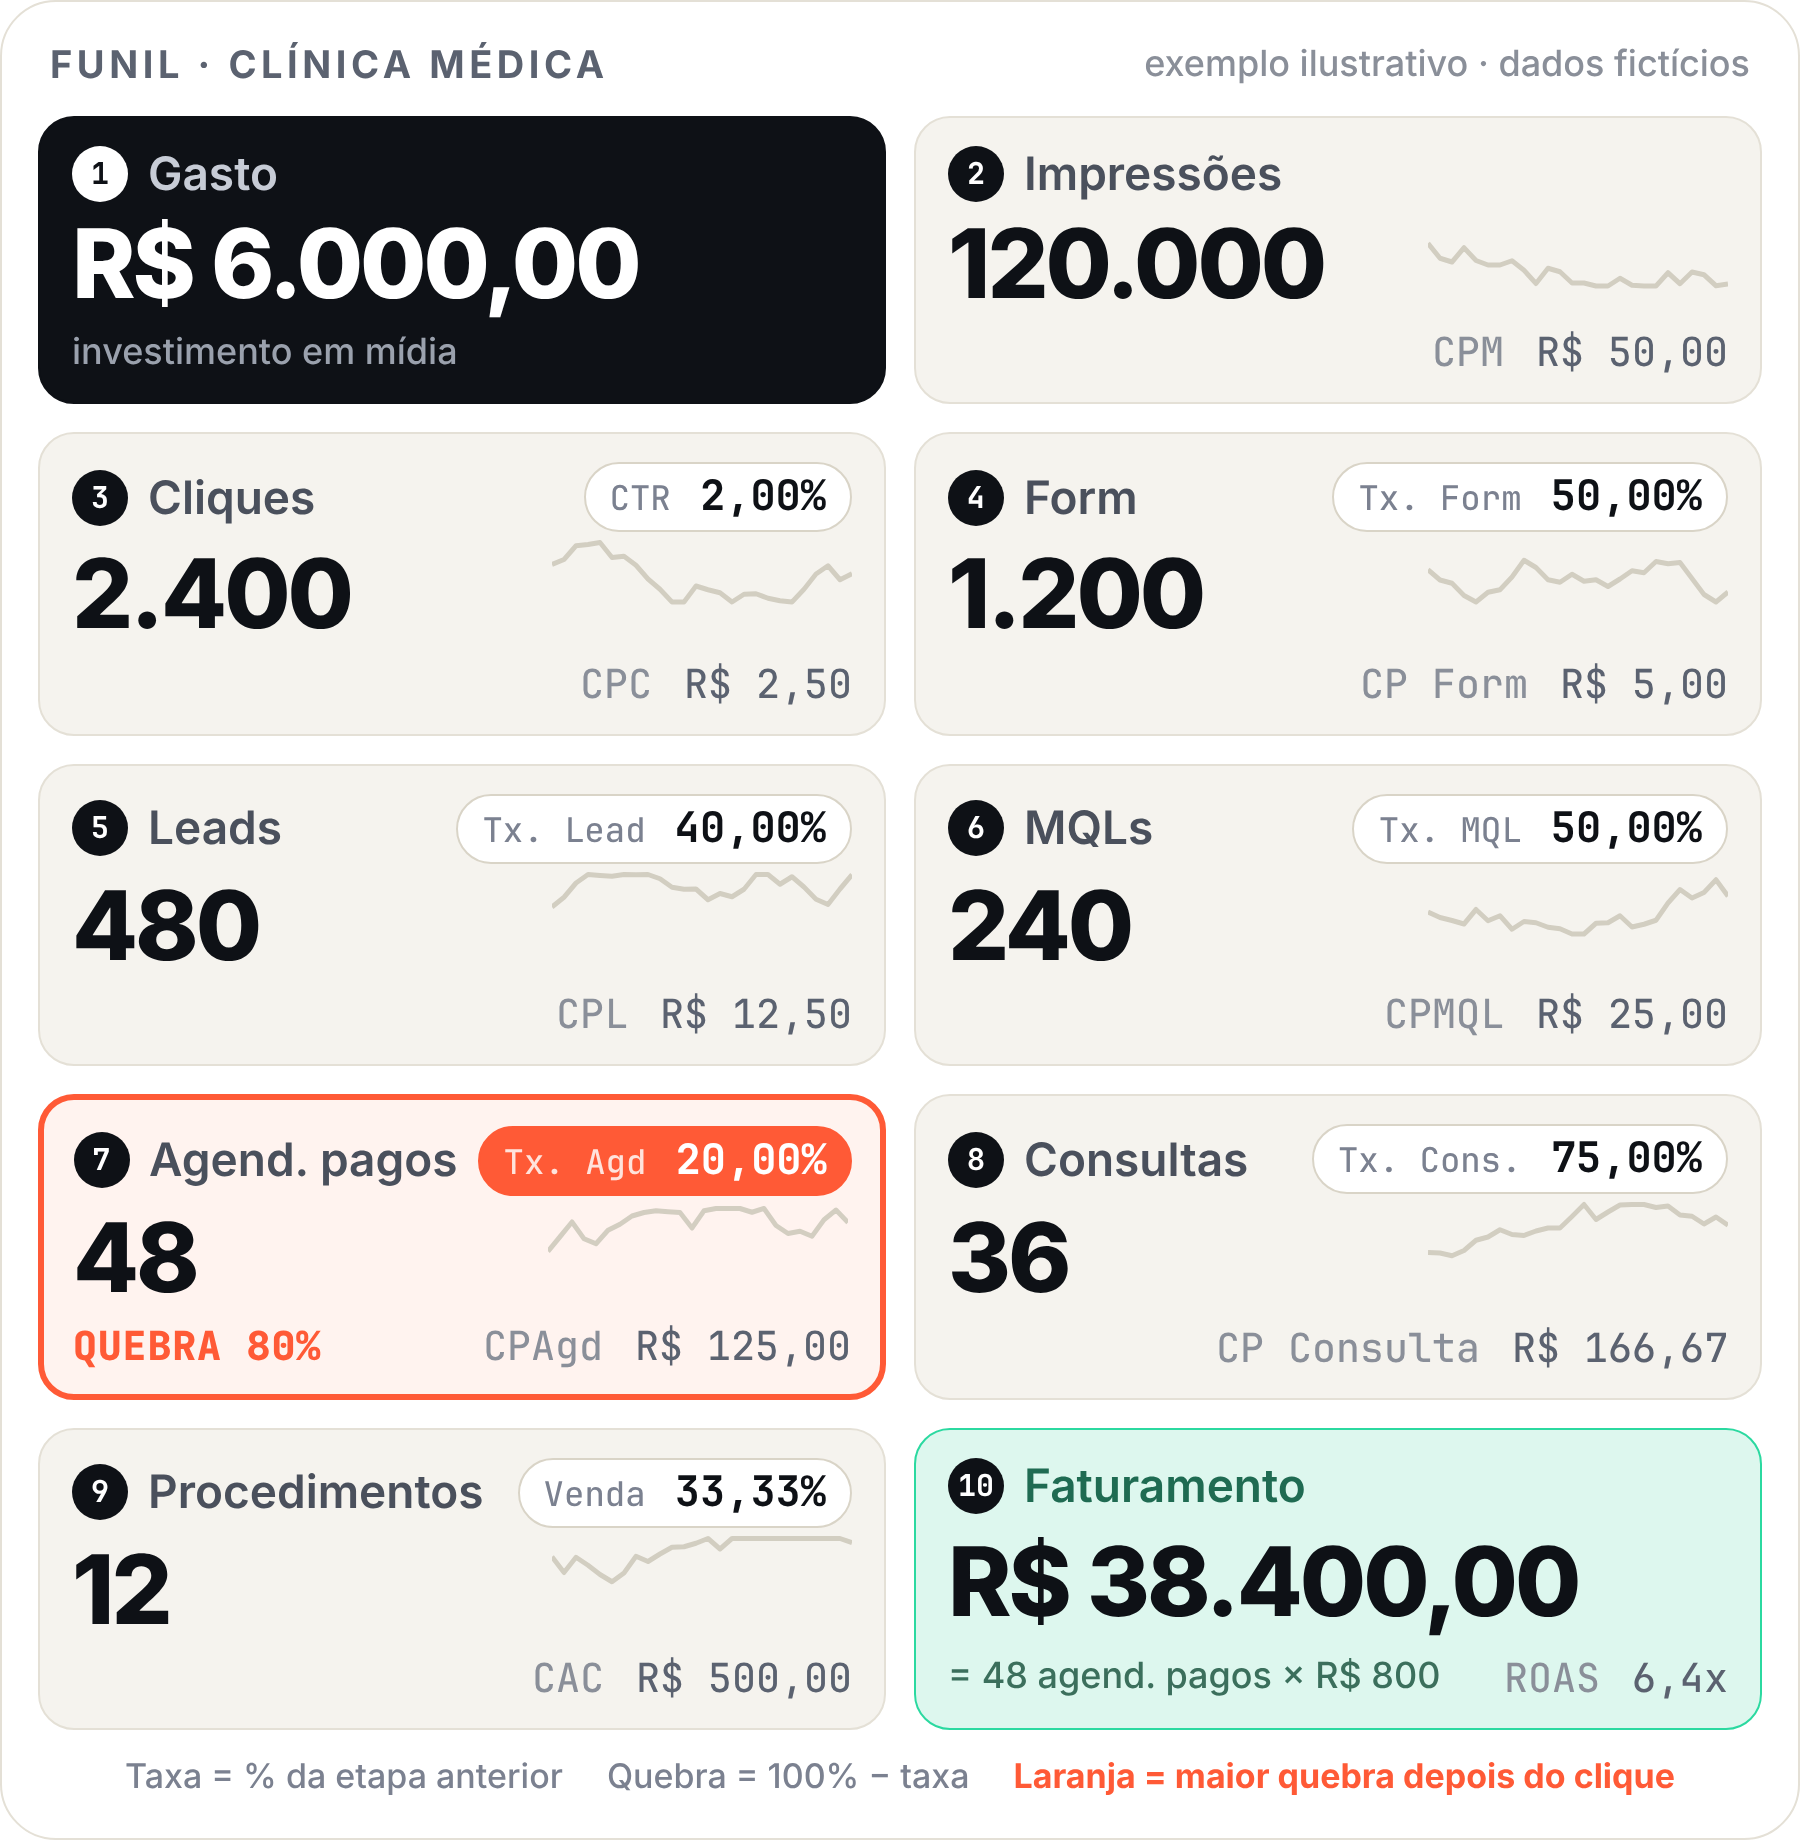 FUNIL · CLÍNICA MÉDICA
exemplo ilustrativo · dados fictícios
1 Gasto
R$ 6.000,00
investimento em mídia
2 Impressões
120.000
CPM R$ 50,00
3 Cliques CTR 2,00%
2.400
CPC R$ 2,50
4 Form Tx. Form 50,00%
1.200
CP Form R$ 5,00
5 Leads Tx. Lead 40,00%
480
CPL R$ 12,50
6 MQLs Tx. MQL 50,00%
240
CPMQL R$ 25,00
7 Agend. pagos Tx. Agd 20,00%
48
QUEBRA 80% CPAgd R$ 125,00
8 Consultas Tx. Cons. 75,00%
36
CP Consulta R$ 166,67
9 Procedimentos Venda 33,33%
12
CAC R$ 500,00
10 Faturamento
R$ 38.400,00
= 48 agend. pagos × R$ 800 ROAS 6,4x
Taxa = % da etapa anterior Quebra = 100% − taxa Laranja = maior quebra depois do clique